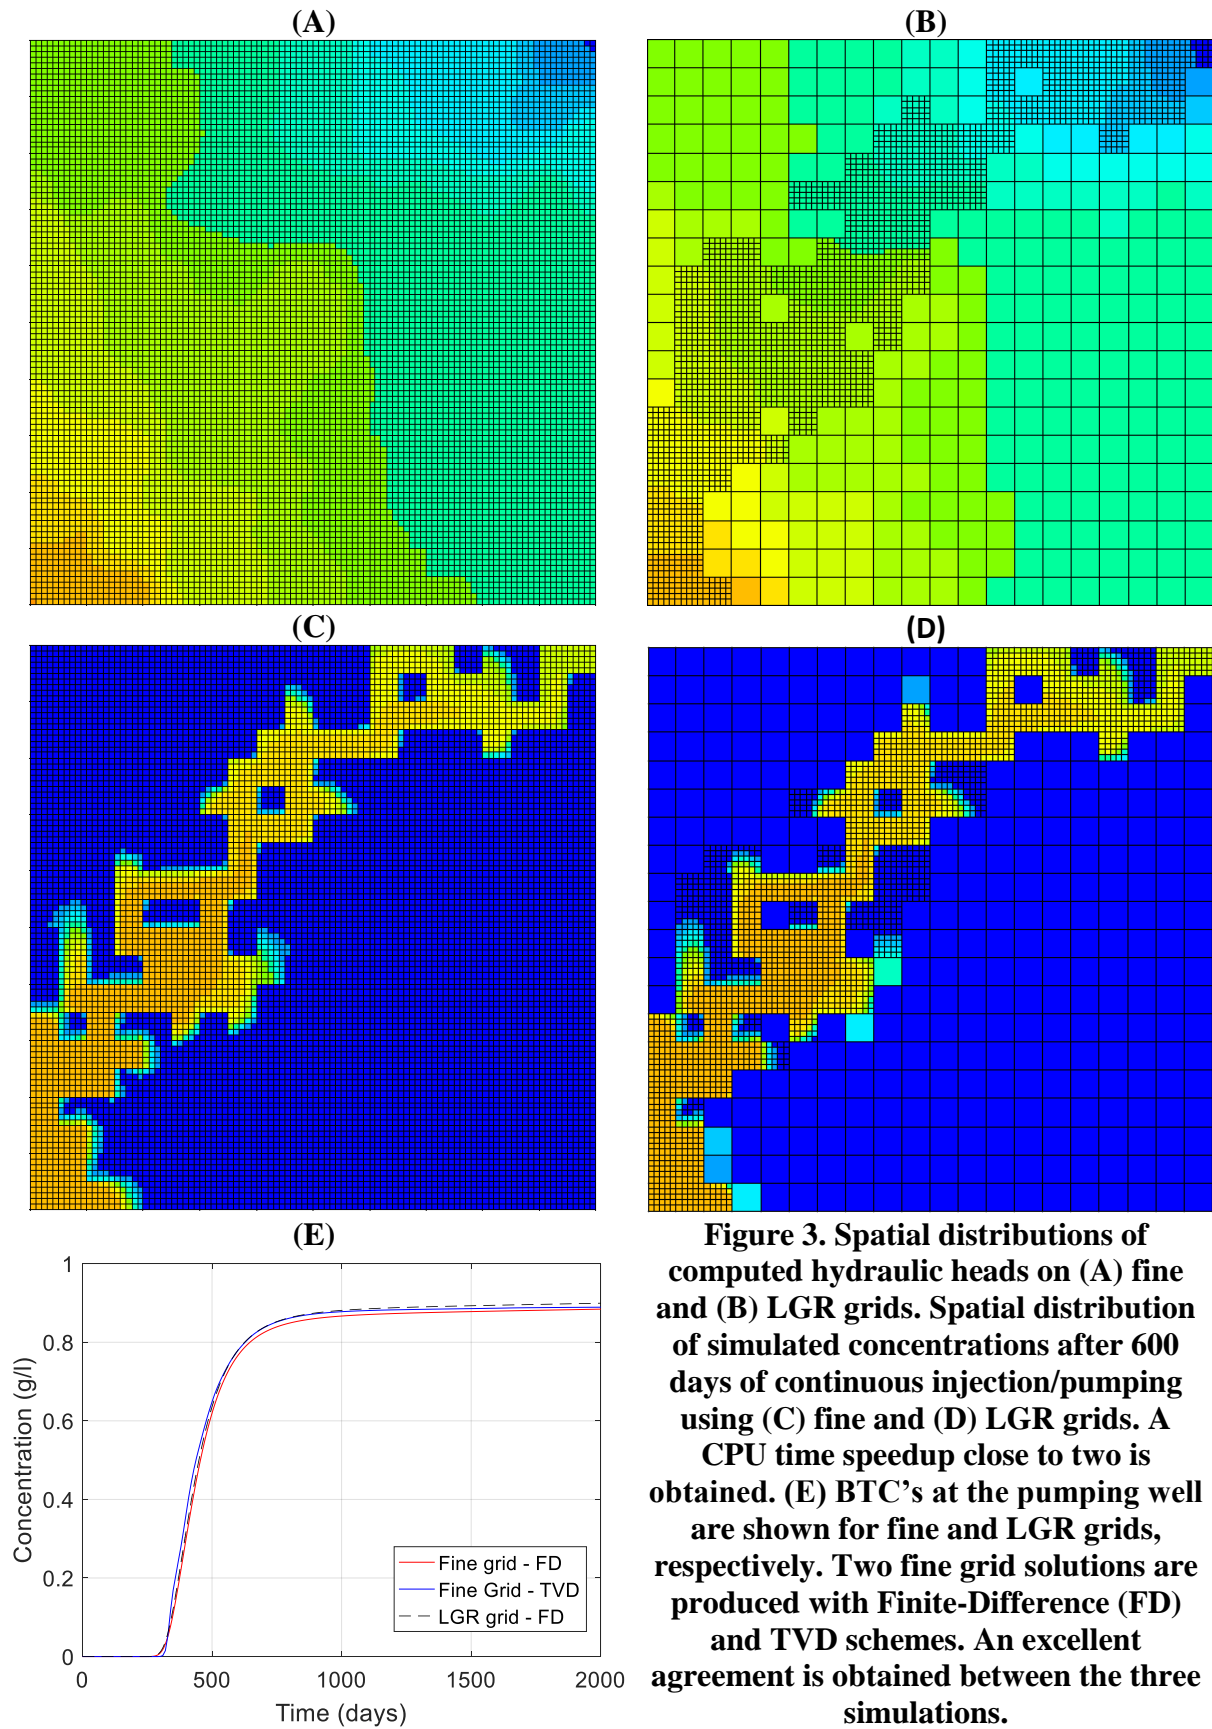 (A)
(B)
(C)
(D)
(E)
1
0.8
0.6
0.4
0.2
0
Concentration (g/l)
0
500
1000
1500
2000
Time (days)
Fine grid - FD
Fine Grid - TVD
LGR grid - FD
Figure 3. Spatial distributions of
computed hydraulic heads on (A) fine
and (B) LGR grids. Spatial distribution
of simulated concentrations after 600
days of continuous injection/pumping
using (C) fine and (D) LGR grids. A
CPU time speedup close to two is
obtained. (E) BTC's at the pumping well
are shown for fine and LGR grids,
respectively. Two fine grid solutions are
produced with Finite-Difference (FD)
and TVD schemes. An excellent
agreement is obtained between the three
simulations.